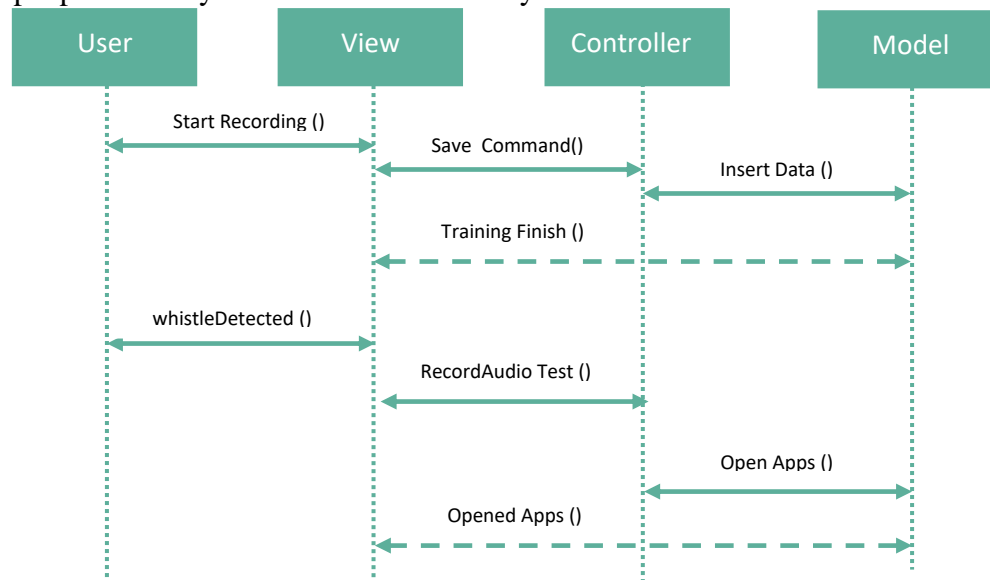 User
View
Controller
Model
Start Recording ()
Save  Command()
Insert Data ()
Training Finish ()
whistleDetected ()
RecordAudio Test ()
Open Apps ()
Opened Apps ()